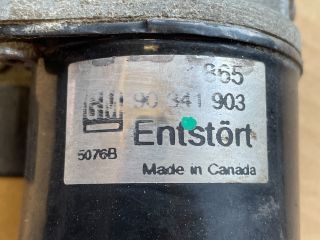 865
GM 90 341 903
Entstört
5076B
Made in Canada